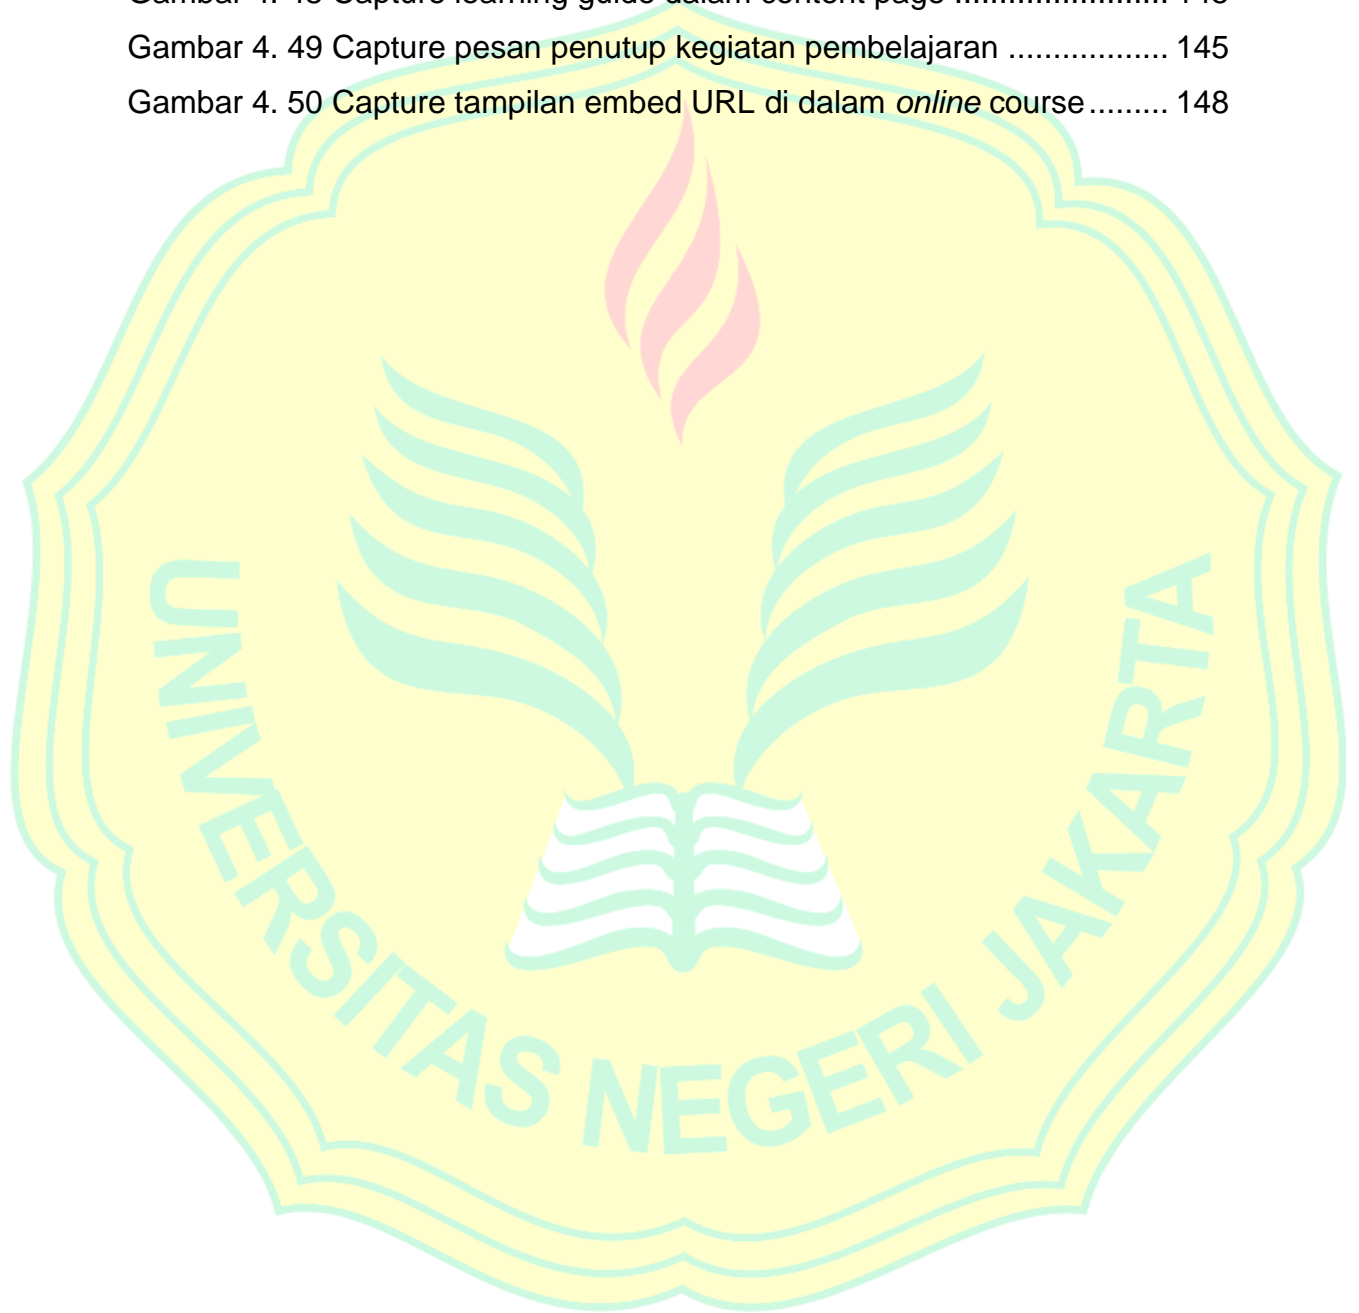 Gambar 4. 49 Capture pesan penutup kegiatan pembelajaran .................. 145
Gambar 4. 50 Capture tampilan embed URL di dalam online course ......... 148
UNIVERSITAS NEGERI JAKARTA